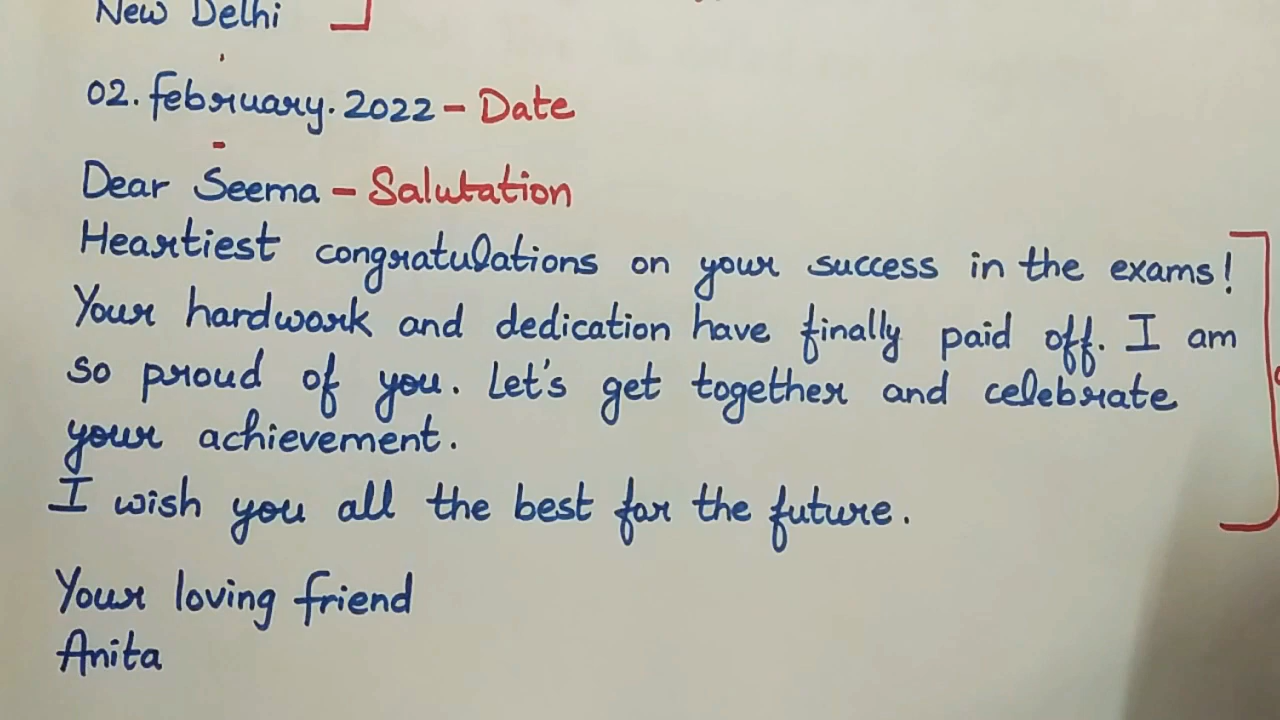 New Delhi
02. February. 2022 - Date
Dear Seema - Salutation
Heartiest congratulations on your success in the exams!
Your hardwork and dedication have finally paid off. I am
so proud of you. Let's get together and celebrate
your achievement.
I wish you all the best for the future.
Your loving friend
Anita